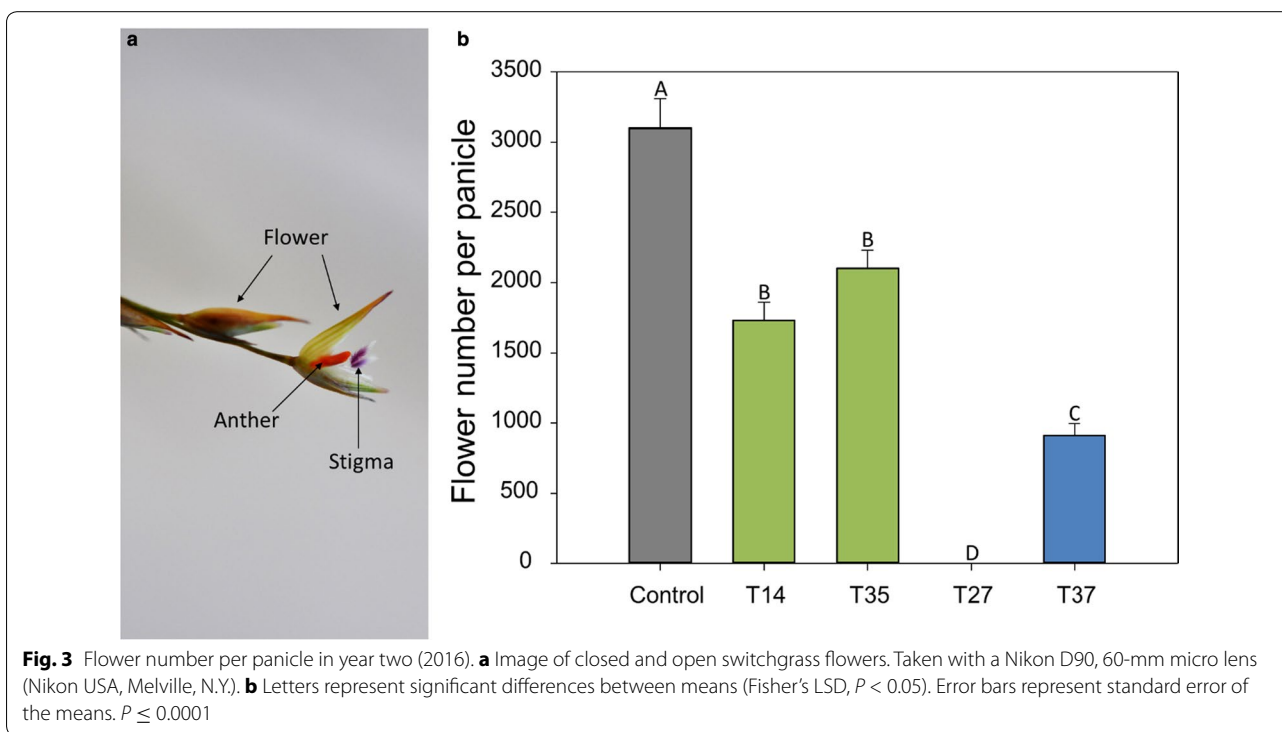 a
Flower
Anther
Stigma
b
Flower number per panicle
3500
3000
2500
2000
1500
1000
500
0
A
B
B
D
C
Control T14 T35 T27 T37
Fig. 3 Flower number per panicle in year two (2016). a Image of closed and open switchgrass flowers. Taken with a Nikon D90, 60-mm micro lens
(Nikon USA, Melville, N.Y.). b Letters represent significant differences between means (Fisher's LSD, P < 0.05). Error bars represent standard error of
the means. P ≤ 0.0001